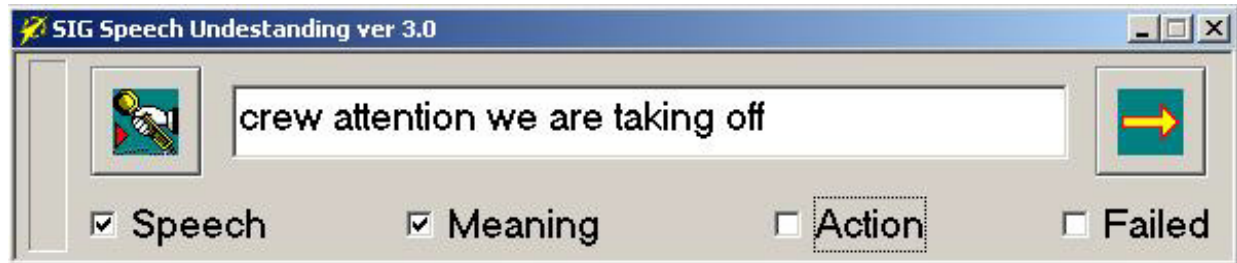 SIG Speech Undestanding ver 3.0
crew attention we are taking off
Speech Meaning Action Failed